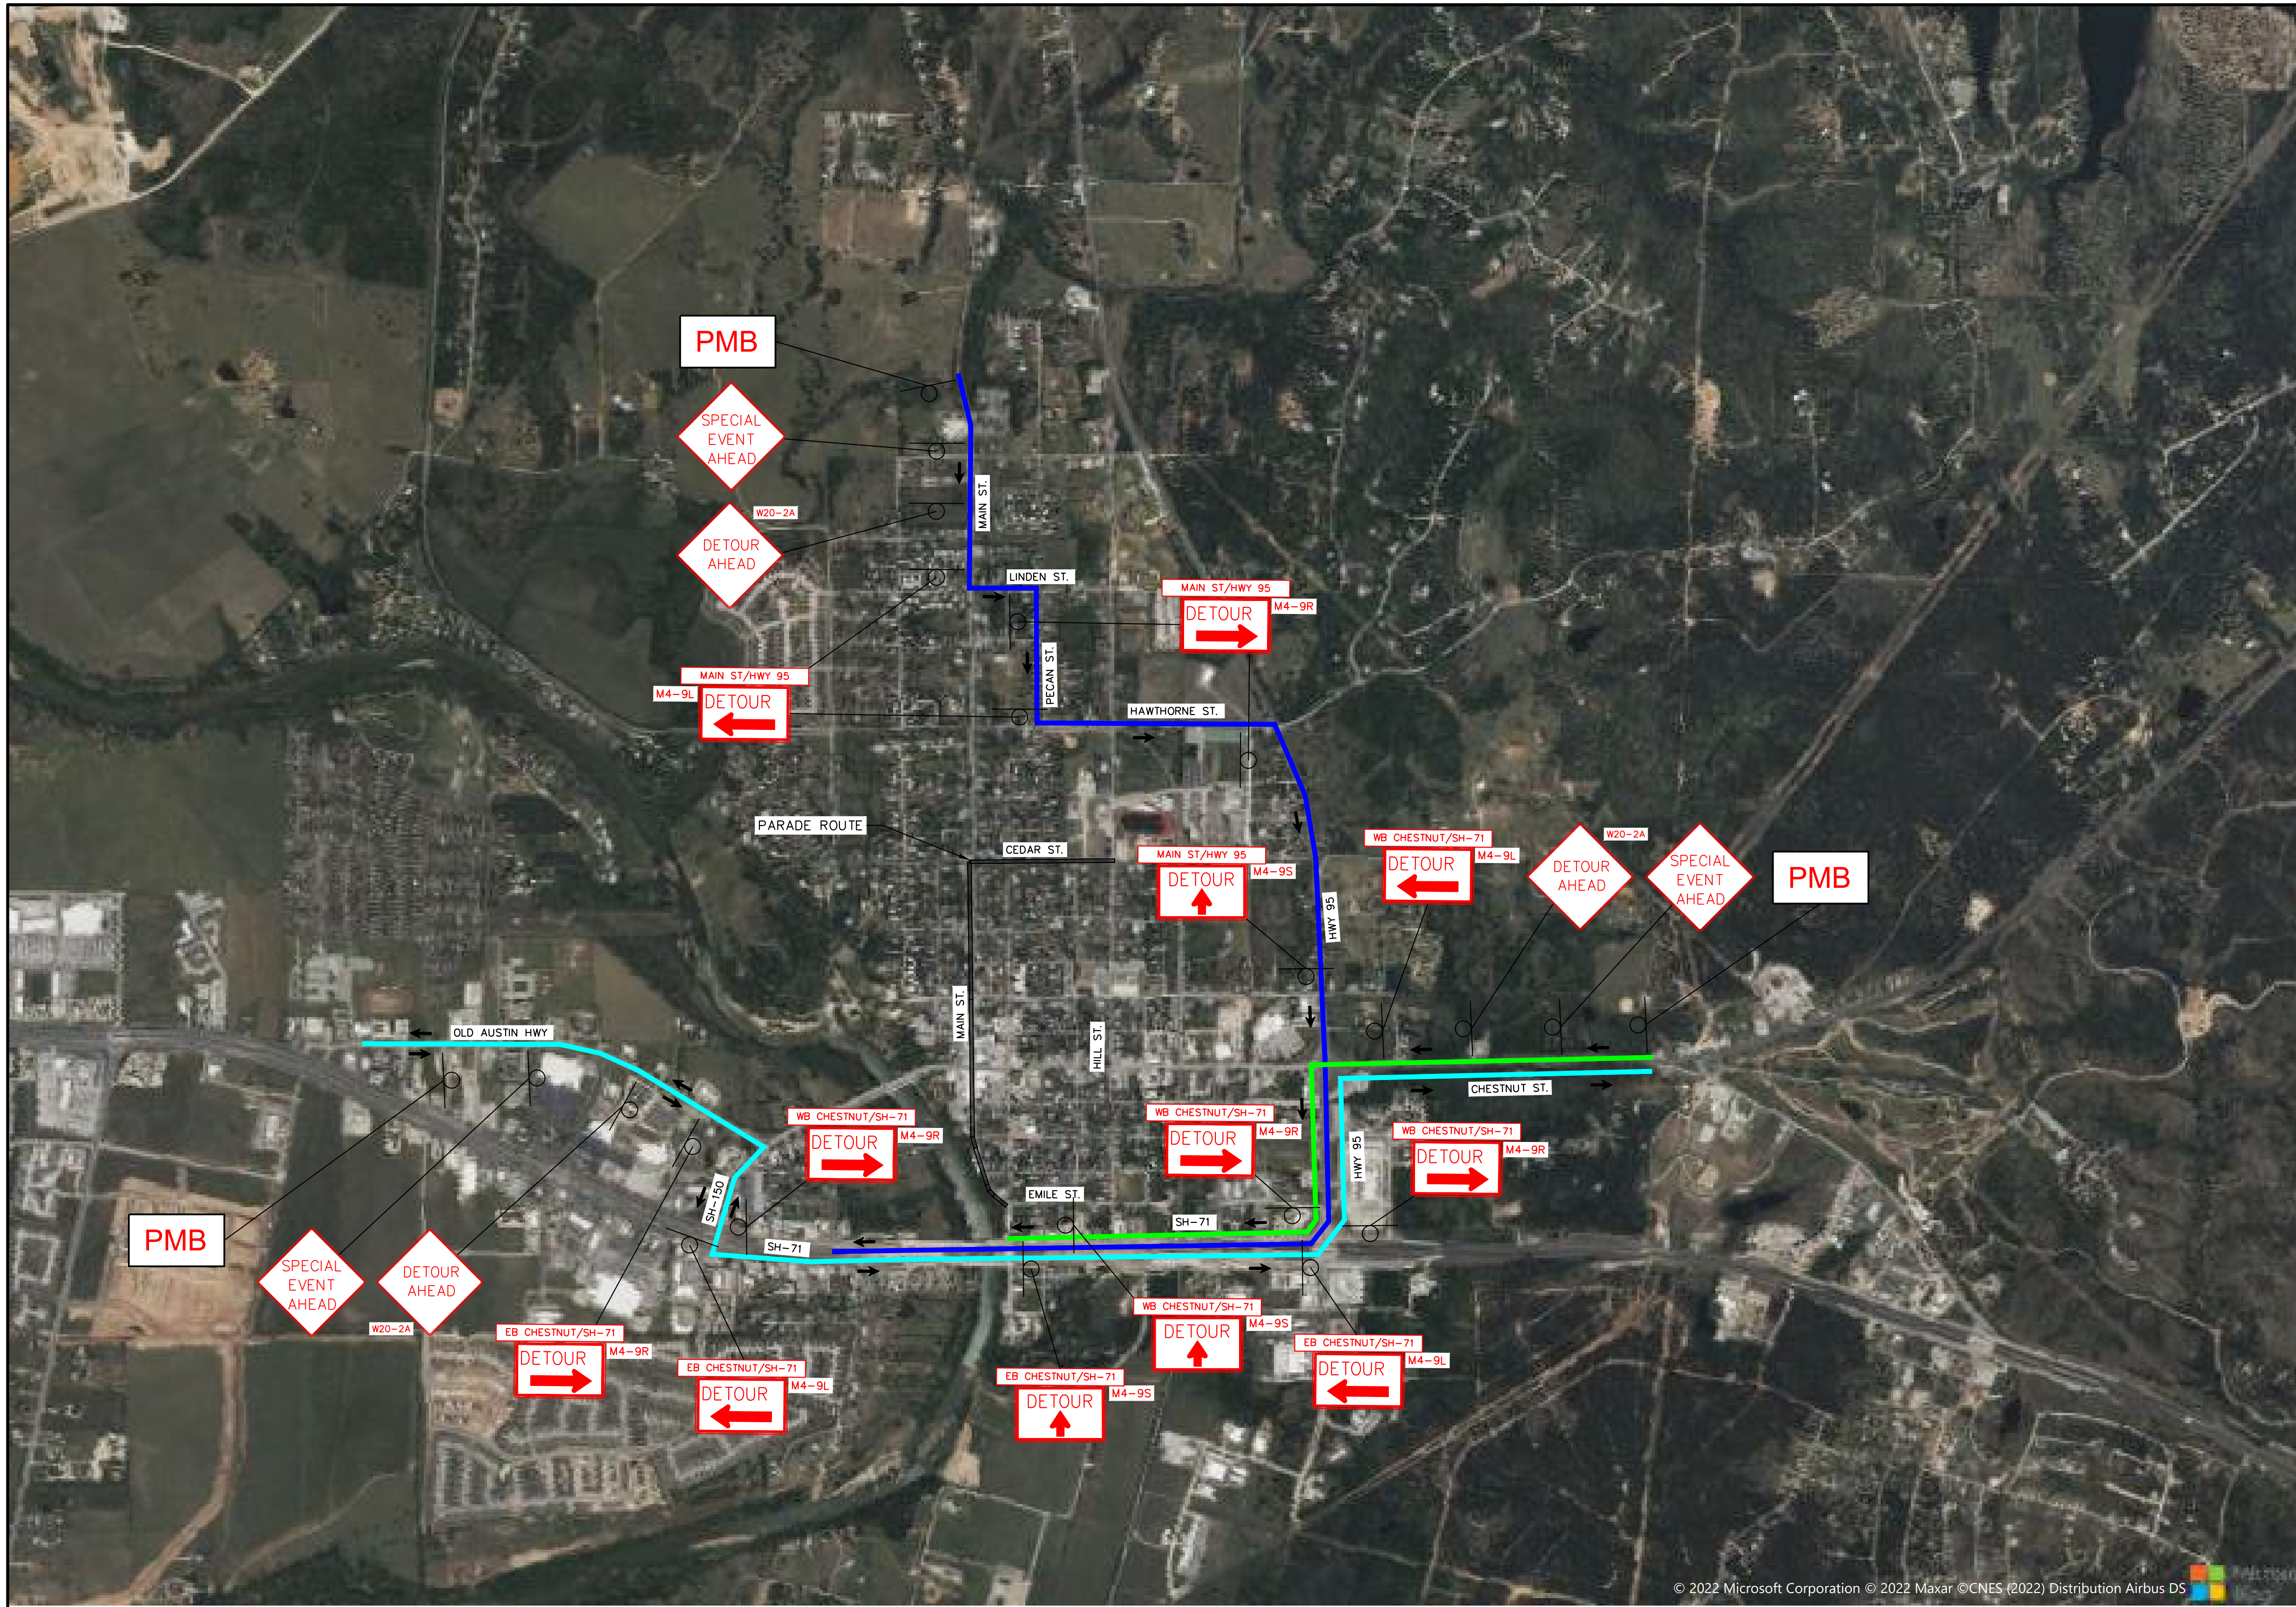 PMB
SPECIAL
EVENT
AHEAD
W20-2A
DETOUR
AHEAD
MAIN ST.
LINDEN ST.
MAIN ST/HWY 95
DETOUR
M4-9R
PECAN ST.
MAIN ST/HWY 95
M4-9L
DETOUR
HAWTHORNE ST.
PARADE ROUTE
CEDAR ST.
MAIN ST/HWY 95
DETOUR
M4-9S
HWY 95
WB CHESTNUT/SH-71
DETOUR
M4-9L
W20-2A
DETOUR
AHEAD
SPECIAL
EVENT
AHEAD
PMB
MAIN ST.
HILL ST.
OLD AUSTIN HWY
CHESTNUT ST.
WB CHESTNUT/SH-71
DETOUR
M4-9R
WB CHESTNUT/SH-71
DETOUR
M4-9R
HWY 95
WB CHESTNUT/SH-71
DETOUR
M4-9R
SH-150
EMILE ST.
SH-71
SH-71
PMB
SPECIAL
EVENT
AHEAD
DETOUR
AHEAD
W20-2A
EB CHESTNUT/SH-71
DETOUR
M4-9R
EB CHESTNUT/SH-71
DETOUR
M4-9L
EB CHESTNUT/SH-71
DETOUR
M4-9S
WB CHESTNUT/SH-71
DETOUR
M4-9S
EB CHESTNUT/SH-71
DETOUR
M4-9L
© 2022 Microsoft Corporation © 2022 Maxar ©CNES (2022) Distribution Airbus DS